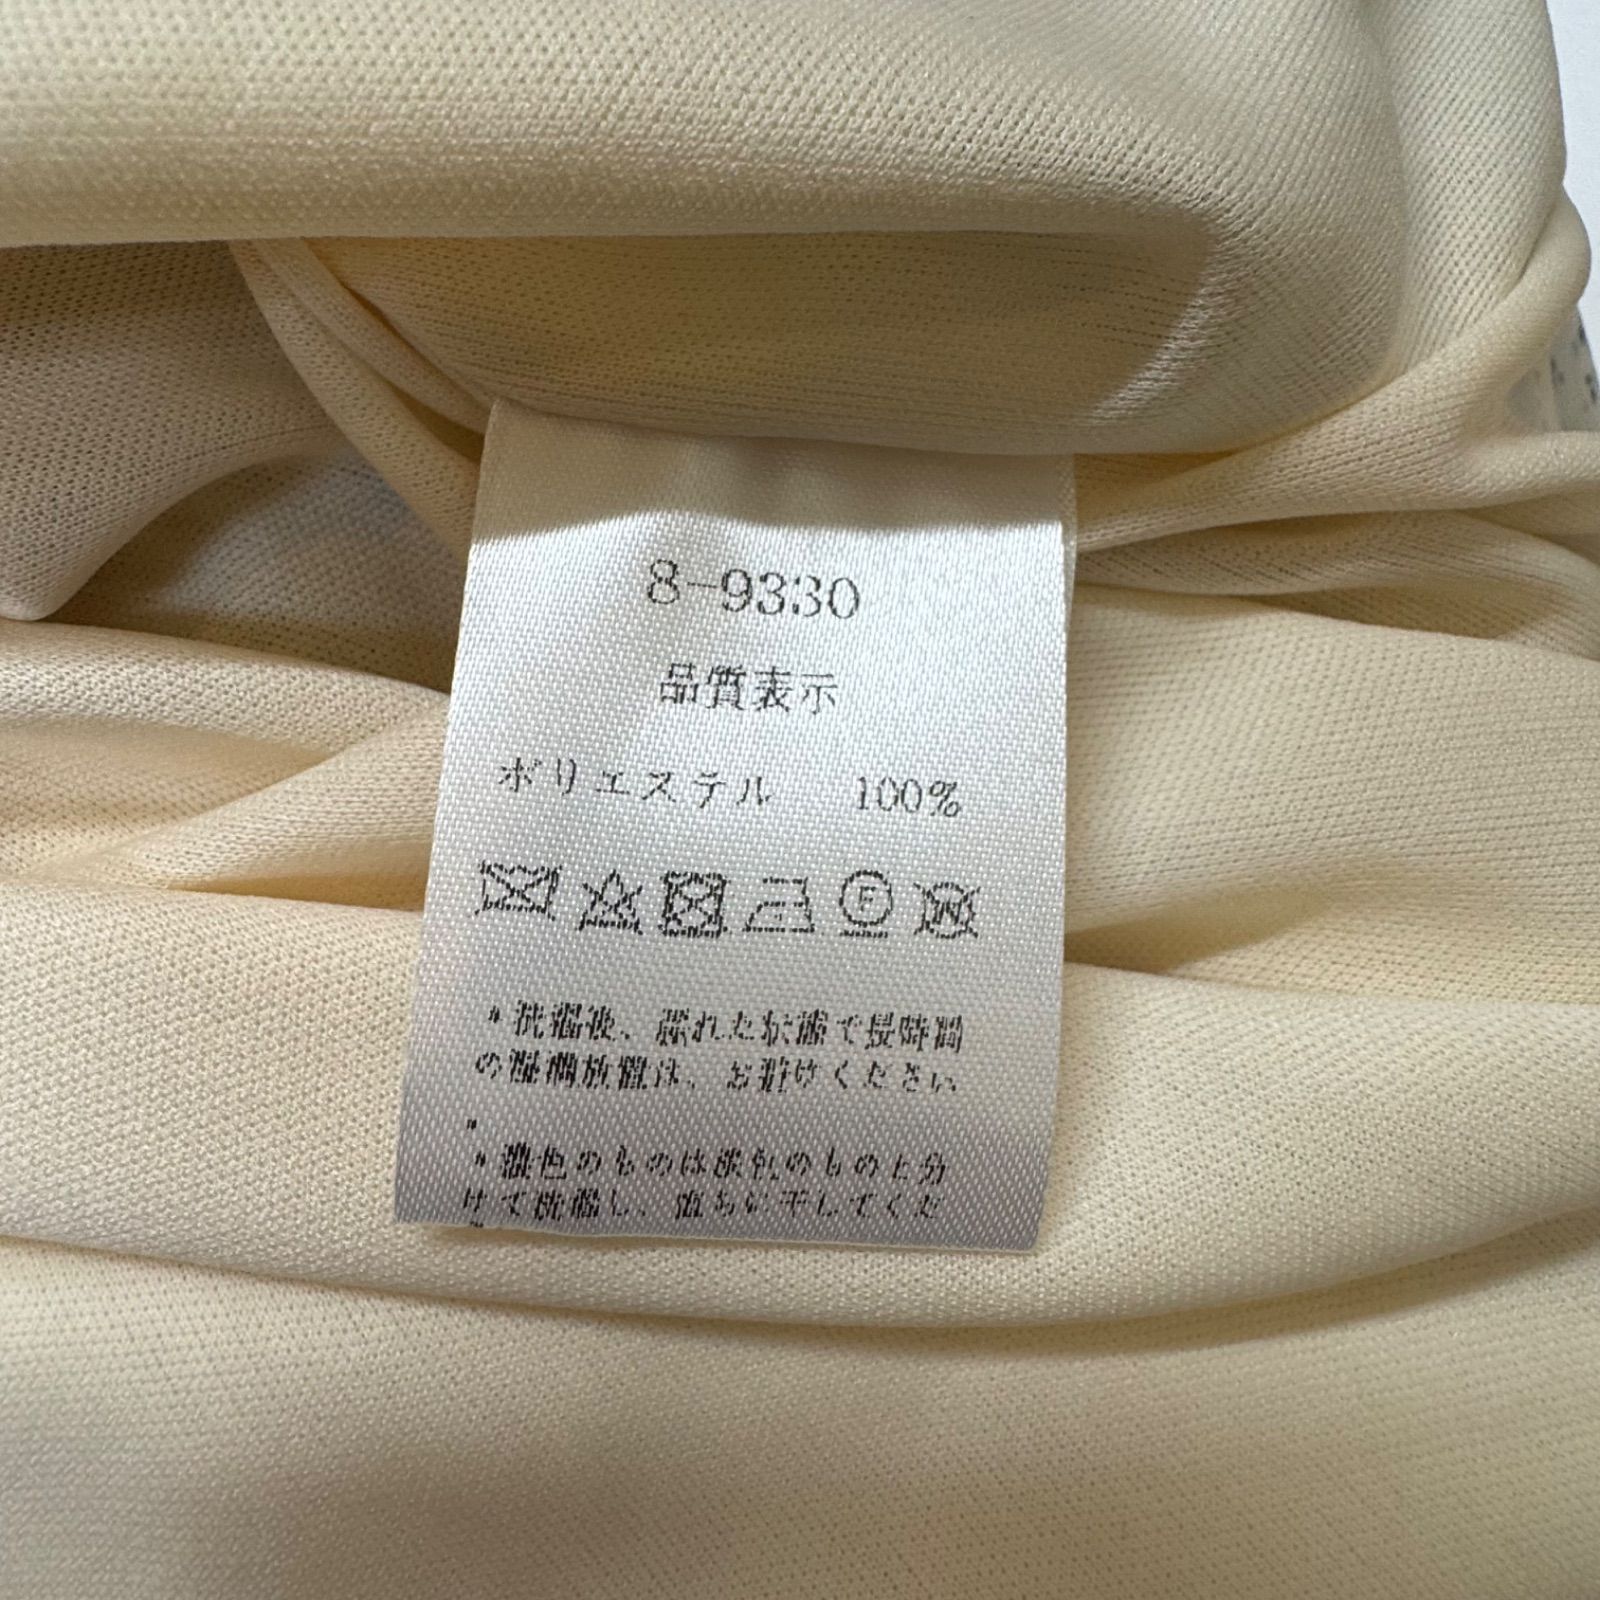 8-9330
品質表示
ポリエステル 100%
F
W
*洗濯後、濡れた状態で長時間
の浸漬放置は、お避けください
*濃色のものは淡色のものと分
けて洗濯し、直ちに干してくだ